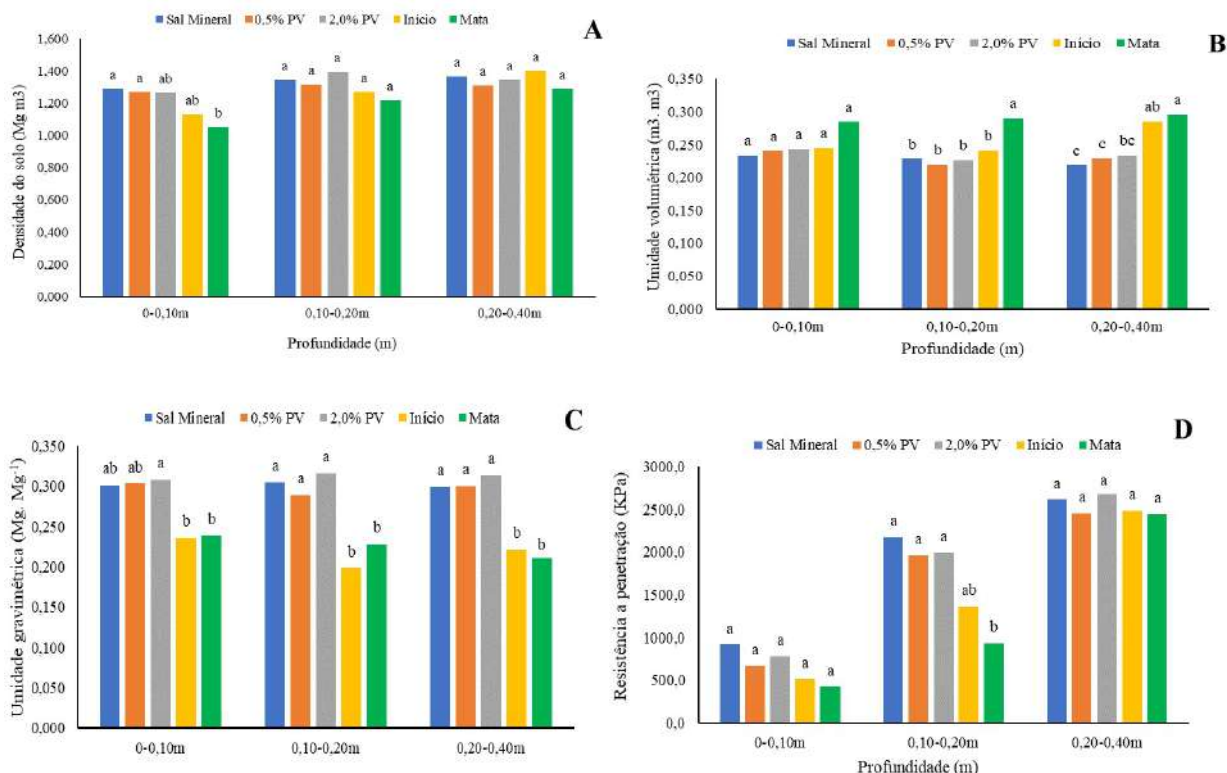 Sal Mineral 0,5% PV 2,0% PV Início Mata
A
Densidade do solo (Mg m3)
1,600
1,400
1,200
1,000
0,800
0,600
0,400
0,200
0,000
a a ab ab b
a a a a a
a a a a a
0-0,10m 0,10-0,20m 0,20-0,40m
Profundidade (m)
B
Sal Mineral 0,5% PV 2,0% PV Início Mata
Umidade volumétrica (m3. m3)
0,350
0,300
0,250
0,200
0,150
0,100
0,050
0,000
a a a a a
b b b b a
c c bc ab a
0-0,10m 0,10-0,20m 0,20-0,40m
Profundidade (m)
Sal Mineral 0,5% PV 2,0% PV Início Mata
C
Umidade gravimétrica (Mg. Mg⁻¹)
0,350
0,300
0,250
0,200
0,150
0,100
0,050
0,000
ab ab a b b
a a a b b
a a a b b
0-0,10m 0,10-0,20m 0,20-0,40m
Sal Mineral 0,5% PV 2,0% PV Início Mata
D
Resistência a penetração (KPa)
3000,0
2500,0
2000,0
1500,0
1000,0
500,0
0,0
a a a a a
a a a ab b
a a a a a
0-0,10m 0,10-0,20m 0,20-0,40m
Profundidade (m)